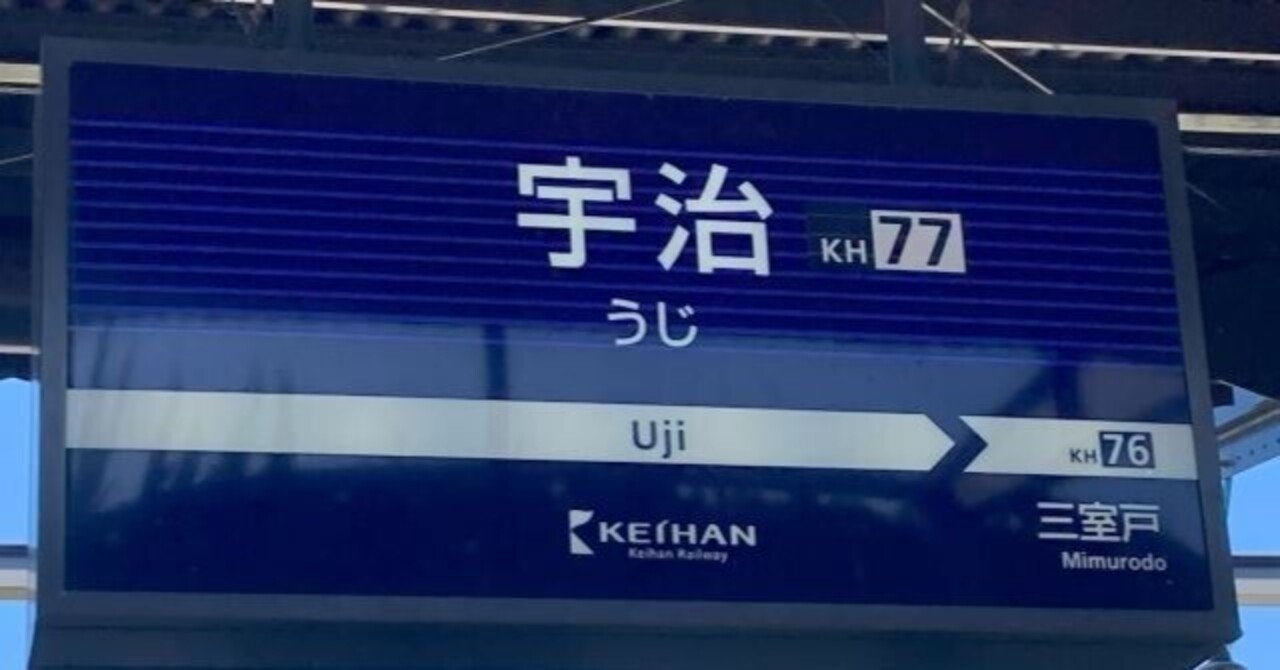 宇治 KH 77
うじ
Uji
KH 76
三室戸
Mimurodo
KEIHAN
Keihan Railway